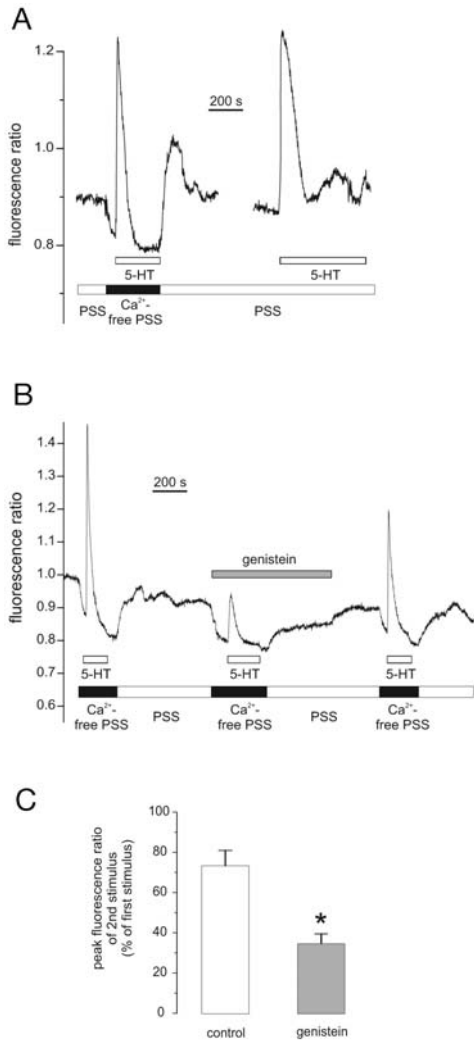 A
fluorescence ratio
1.2
1.0
0.8
200 s
5-HT
5-HT
PSS
Ca²⁺-
free PSS
PSS
B
fluorescence ratio
1.4
1.3
1.2
1.1
1.0
0.9
0.8
0.7
0.6
200 s
genistein
5-HT
5-HT
5-HT
Ca²⁺-
free PSS
PSS
Ca²⁺-
free PSS
PSS
Ca²⁺-
free PSS
C
peak fluorescence ratio
of 2nd stimulus
(% of first stimulus)
100
80
60
40
20
0
*
control
genistein